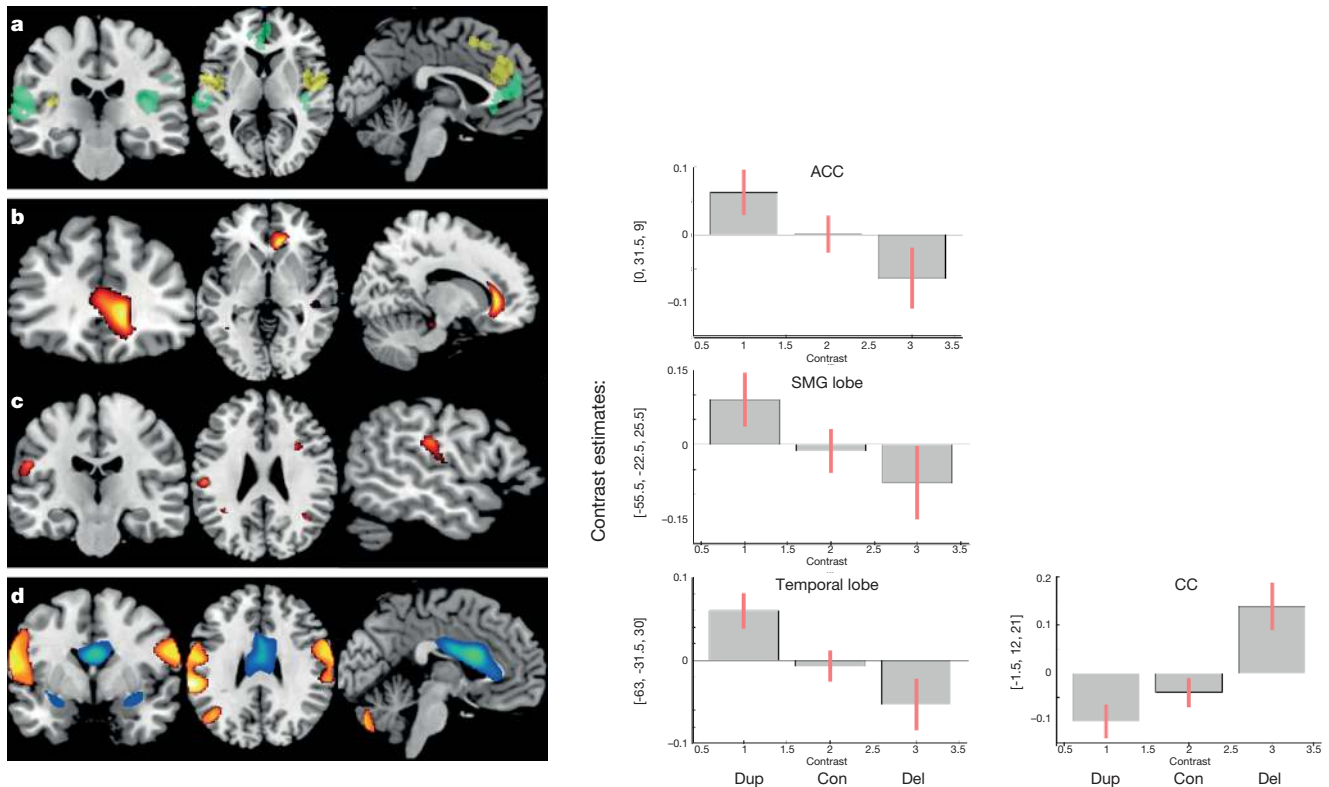 a
b
c
d
Contrast estimates:
ACC
[0, 31.5, 9]
0.1
0
–0.1
0.5 1 1.5 2 2.5 3 3.5
Contrast
SMG lobe
[-55.5, -22.5, 25.5]
0.15
0
–0.15
0.5 1 1.5 2 2.5 3 3.5
Contrast
Temporal lobe
[-63, -31.5, 30]
0.1
0
–0.1
0.5 1 1.5 2 2.5 3 3.5
Contrast
Dup Con Del
CC
[-1.5, 12, 21]
0.2
0.1
0
–0.1
0.5 1 1.5 2 2.5 3 3.5
Contrast
Dup Con Del